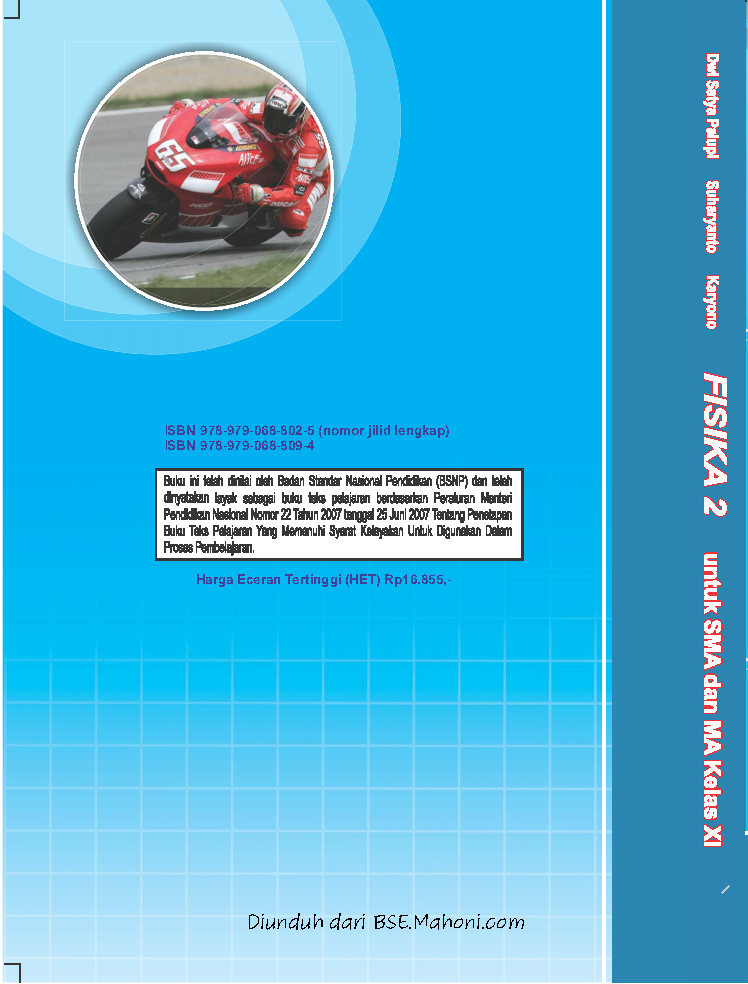 65
ISBN 978-979-068-802-5 (nomor jilid lengkap)
ISBN 978-979-068-809-4
Buku ini telah dinilai oleh Badan Standar Nasional Pendidikan (BSNP) dan telah
dinyatakan layak sebagai buku teks pelajaran berdasarkan Peraturan Menteri
Pendidikan Nasional Nomor 22 Tahun 2007 tanggal 25 Juni 2007 Tentang Penetapan
Buku Teks Pelajaran Yang Memenuhi Syarat Kelayakan Untuk Digunakan Dalam
Proses Pembelajaran.
Harga Eceran Tertinggi (HET) Rp16.855,-
Diunduh dari BSE.Mahoni.com
Dwi Satya Palupi Suharyanto Karyono FISIKA 2 untuk SMA dan MA Kelas XI